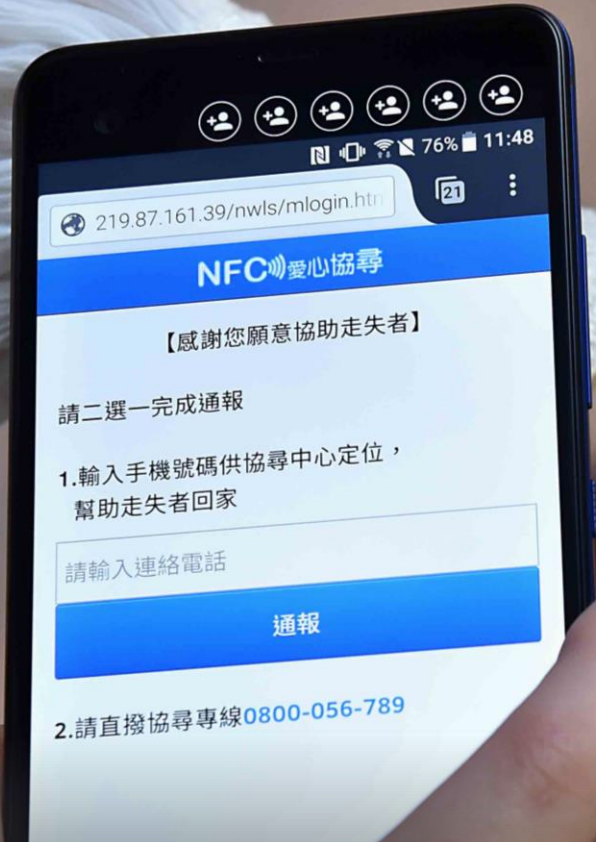 76% 11:48
219.87.161.39/nwls/mlogin.htm
21
NFC愛心協尋
【感謝您願意協助走失者】
請二選一完成通報
1.輸入手機號碼供協尋中心定位，
幫助走失者回家
請輸入連絡電話
通報
2.請直撥協尋專線0800-056-789